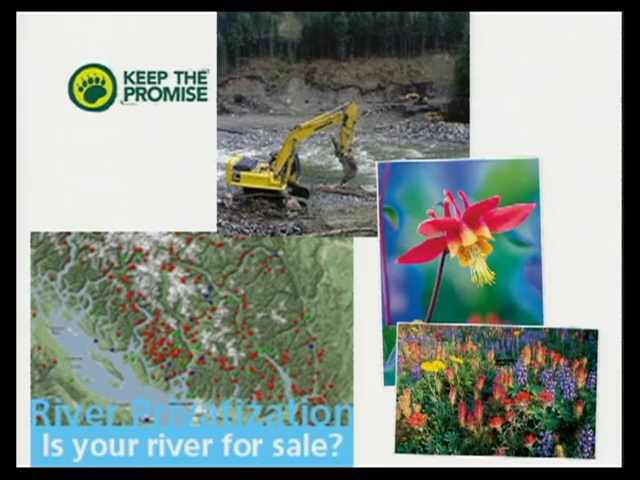 KEEP THE
PROMISE
River Privatization
Is your river for sale?